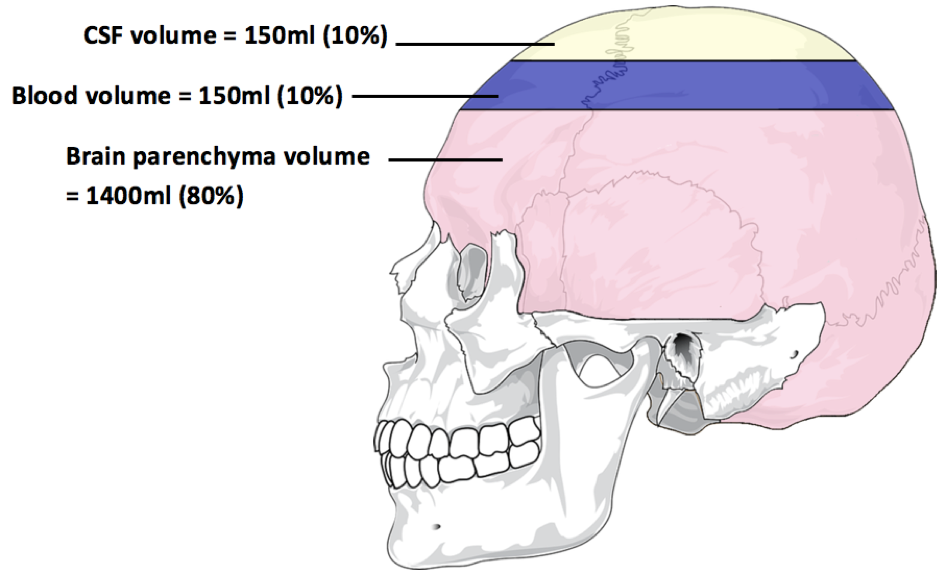 CSF volume = 150ml (10%)
Blood volume = 150ml (10%)
Brain parenchyma volume
= 1400ml (80%)